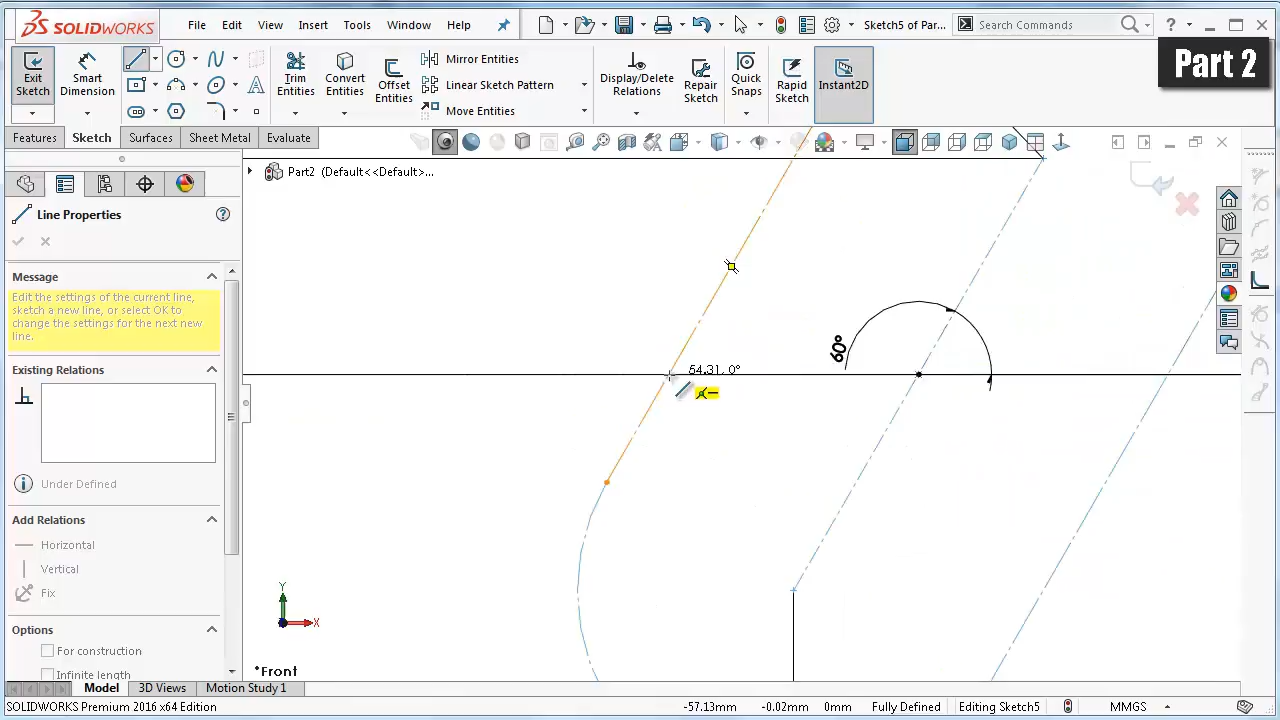 SOLIDWORKS
File Edit View Insert Tools Window Help
Sketch5 of Par...
Search Commands
Part 2
Exit Sketch
Smart Dimension
Trim Entities
Convert Entities
Offset Entities
Mirror Entities
Linear Sketch Pattern
Move Entities
Display/Delete Relations
Repair Sketch
Quick Snaps
Rapid Sketch
Instant2D
Features Sketch Surfaces Sheet Metal Evaluate
Part2 (Default<<Default>...
Line Properties
Message
Edit the settings of the current line,
sketch a new line, or select OK to
change the settings for the next new
line.
Existing Relations
Under Defined
Add Relations
Horizontal
Vertical
Fix
Options
For construction
Infinite length
60°
54.31, 0°
Y
X
*Front
Model 3D Views Motion Study 1
SOLIDWORKS Premium 2016 x64 Edition
-57.13mm -0.02mm 0mm Fully Defined Editing Sketch5 MMGS